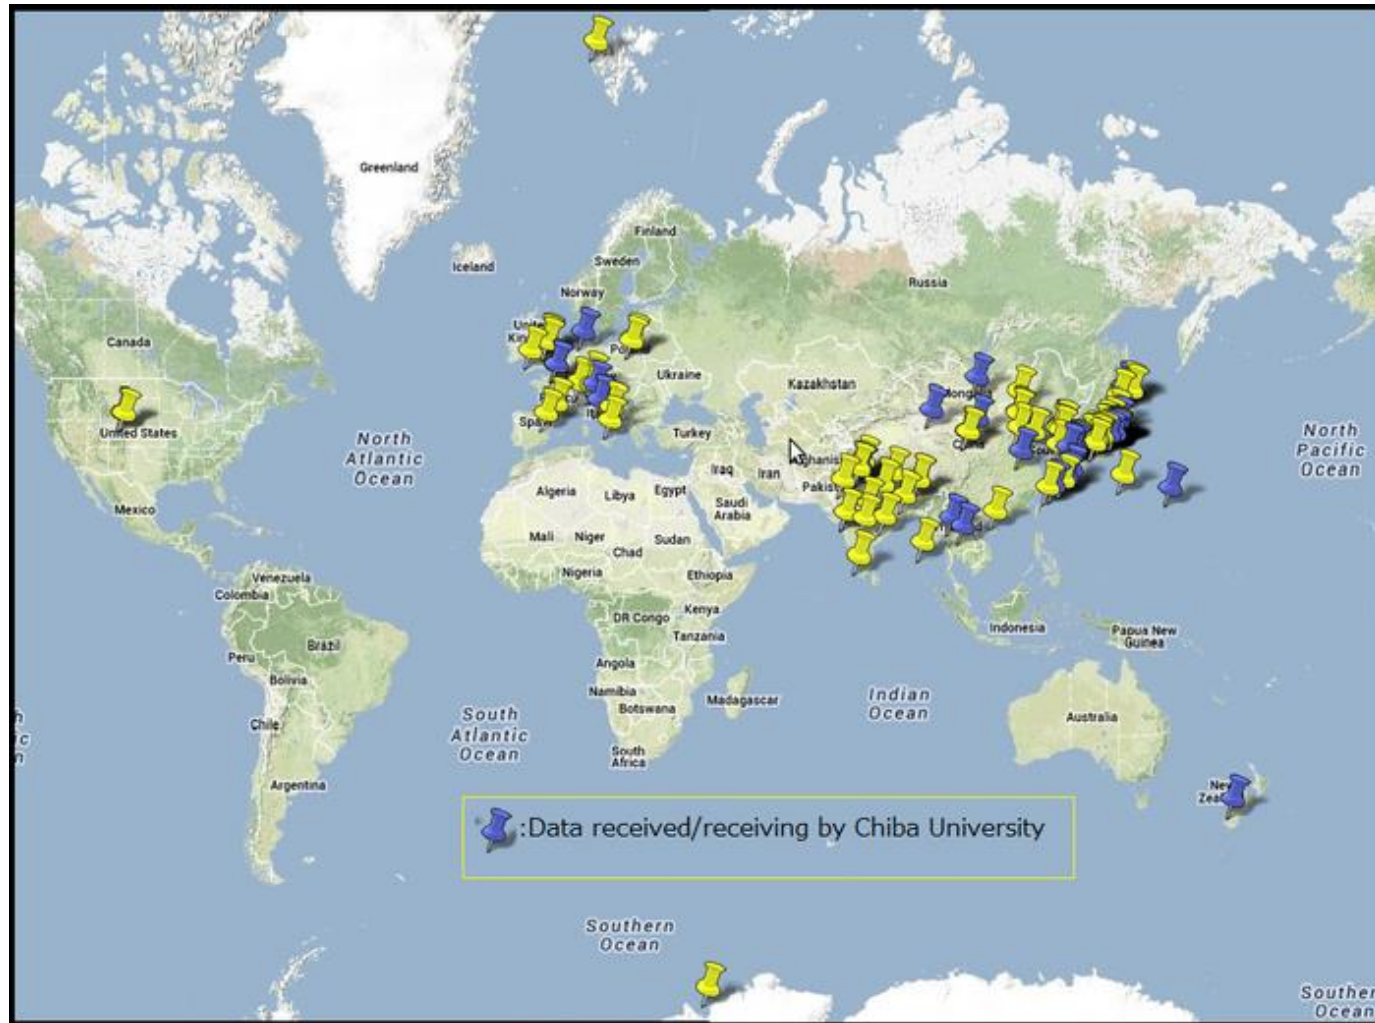 Greenland
Iceland
Finland
Sweden
Norway
Russia
Canada
Ukraine
Kazakhstan
United States
North
Atlantic
Ocean
Turkey
North
Pacific
Ocean
Iraq
Iran
Algeria
Libya
Egypt
Saudi
Arabia
Mexico
Mali
Niger
Chad
Sudan
Nigeria
Ethiopia
Venezuela
Colombia
DR Congo
Kenya
Tanzania
Indonesia
Papua New
Guinea
Peru
Brazil
Bolivia
Angola
Namibia
Botswana
Madagascar
Indian
Ocean
Australia
Chile
South
Atlantic
Ocean
South
Africa
Argentina
:Data received/receiving by Chiba University
Southern
Ocean
Ocean